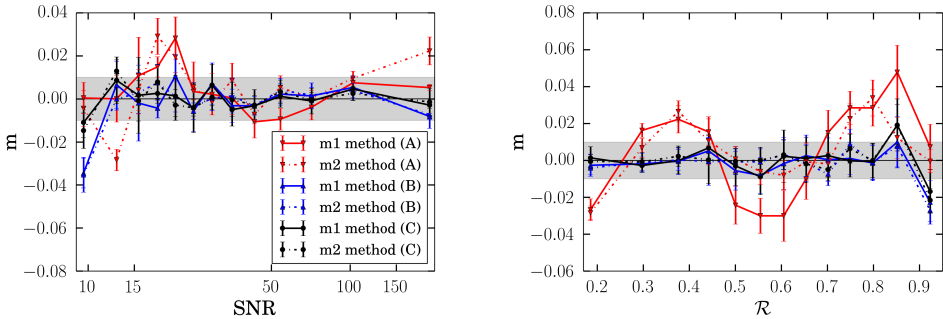 0.04
0.02
0.00
−0.02
−0.04
−0.06
−0.08
m
10
15
50
100
150
SNR
m1 method (A)
m2 method (A)
m1 method (B)
m2 method (B)
m1 method (C)
m2 method (C)
0.08
0.06
0.04
0.02
0.00
−0.02
−0.04
−0.06
m
0.2
0.3
0.4
0.5
0.6
0.7
0.8
0.9
ℛ